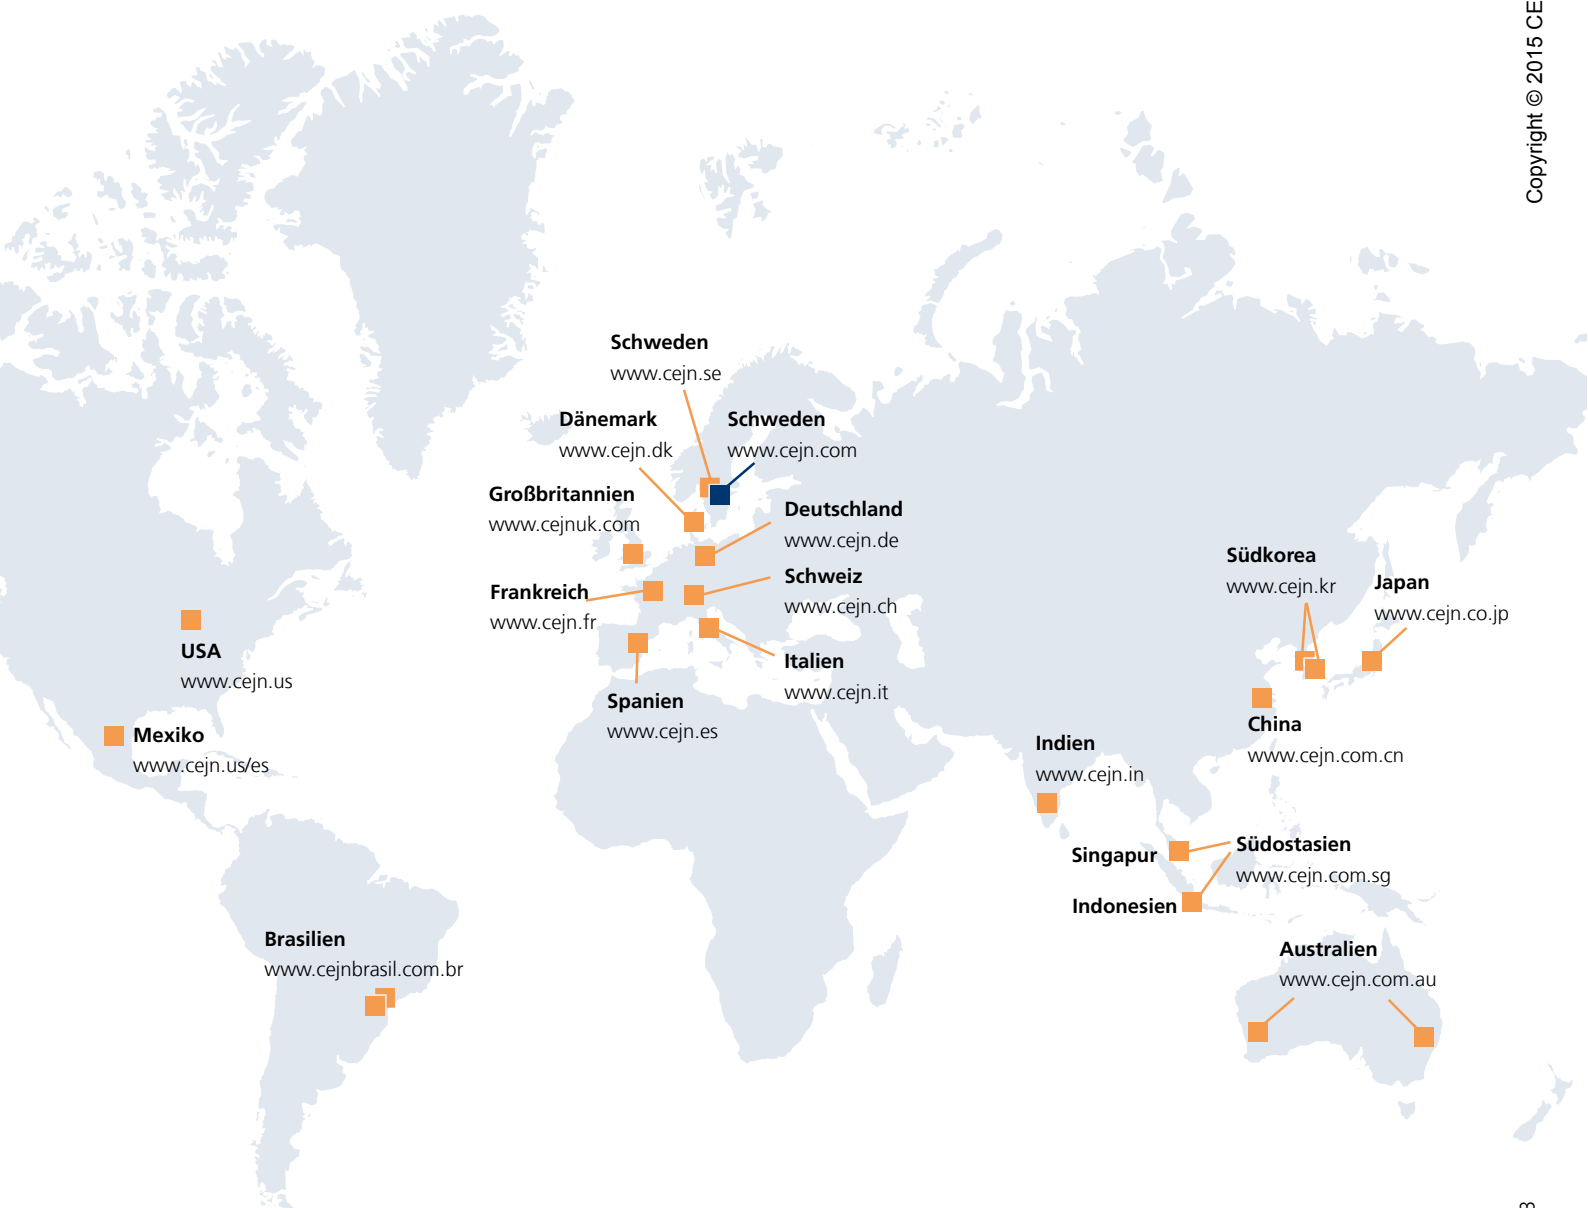 Copyright © 2015 CE
Schweden
www.cejn.se
Dänemark
www.cejn.dk
Schweden
www.cejn.com
Großbritannien
www.cejnuk.com
Deutschland
www.cejn.de
Frankreich
www.cejn.fr
Schweiz
www.cejn.ch
Italien
www.cejn.it
Spanien
www.cejn.es
USA
www.cejn.us
Mexiko
www.cejn.us/es
Brasilien
www.cejnbrasil.com.br
Südkorea
www.cejn.kr
Japan
www.cejn.co.jp
China
www.cejn.com.cn
Indien
www.cejn.in
Singapur
Südostasien
www.cejn.com.sg
Indonesien
Australien
www.cejn.com.au